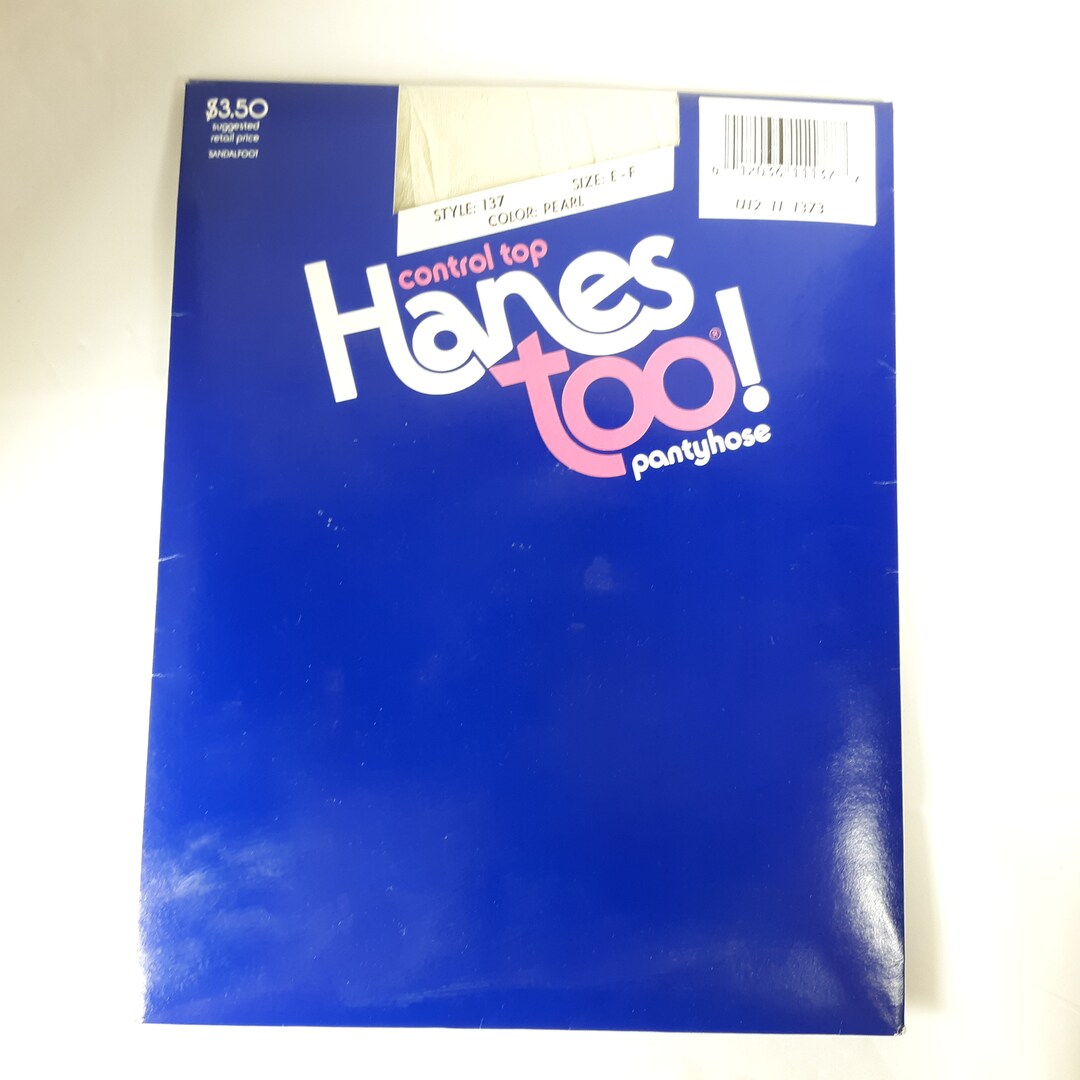 $3.50
suggested
retail price
SANDALFOOT
STYLE: 137 SIZE: E-F
COLOR: PEARL
control top
Hanes
too!®
pantyhose